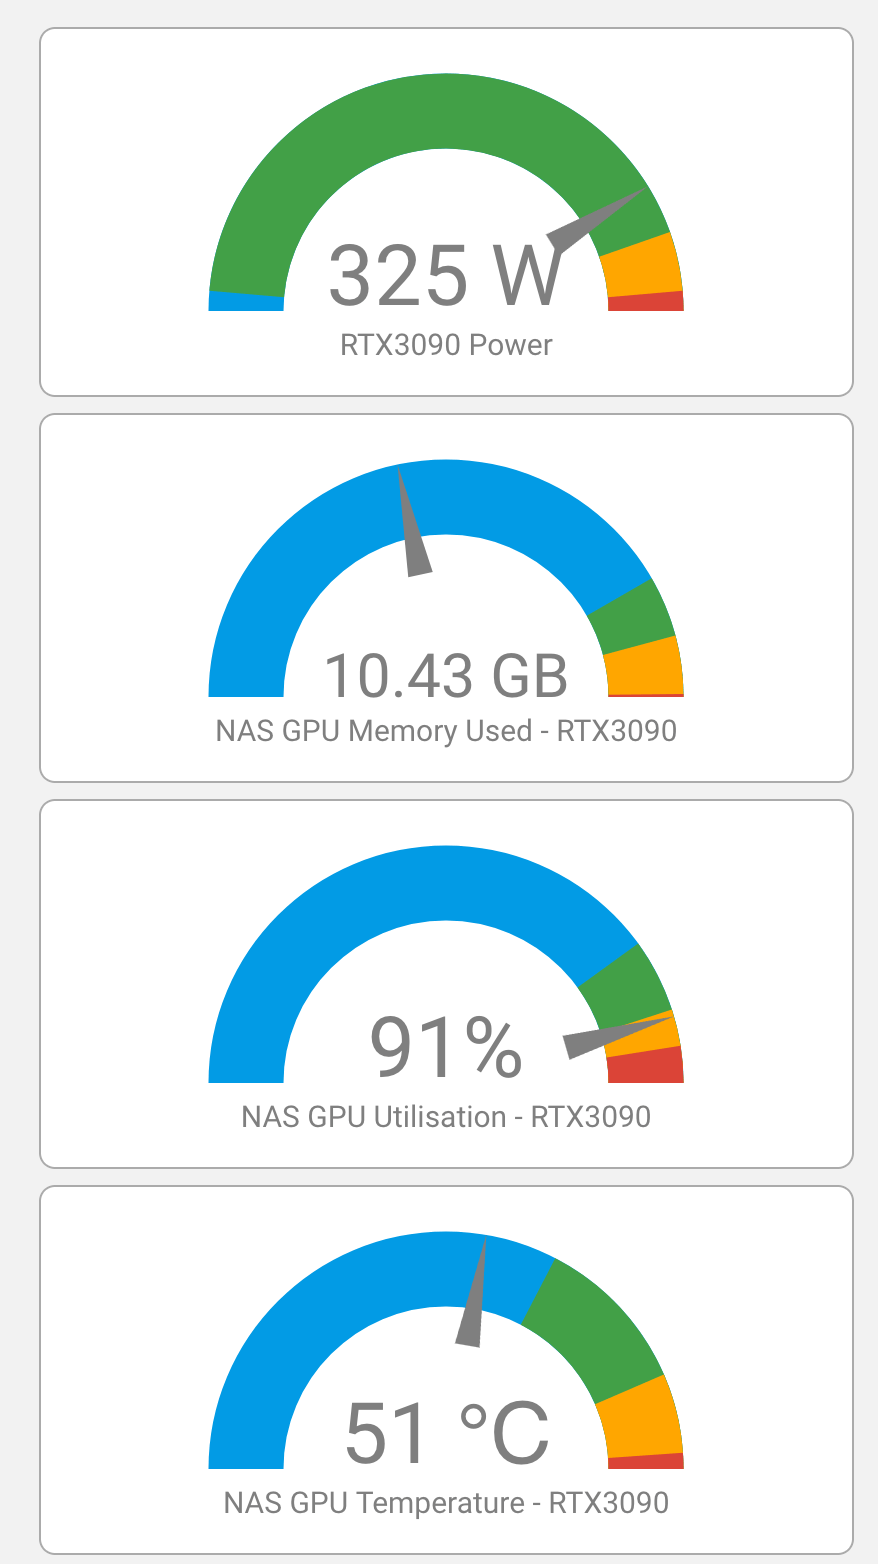 325 W
RTX3090 Power
10.43 GB
NAS GPU Memory Used - RTX3090
91%
NAS GPU Utilisation - RTX3090
51 °C
NAS GPU Temperature - RTX3090